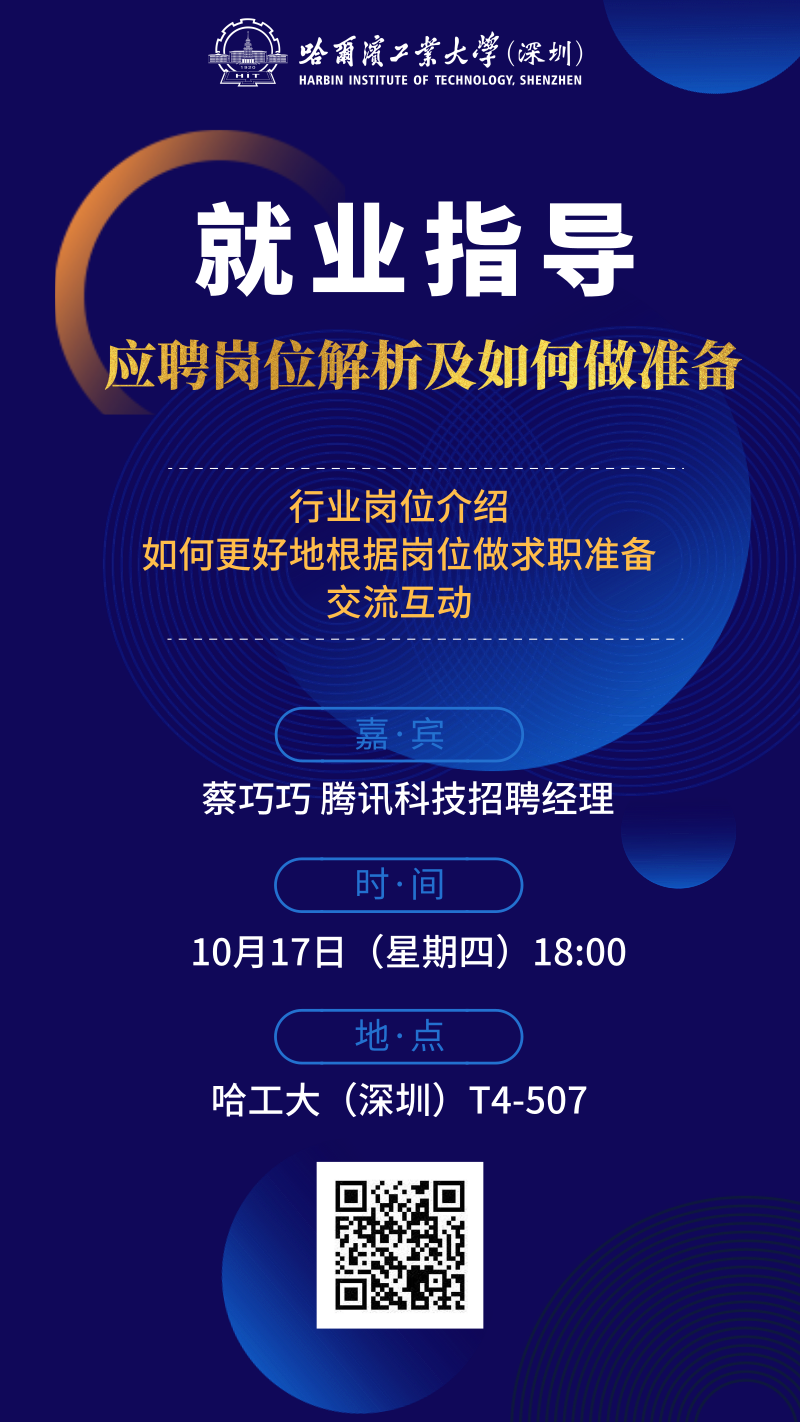 1920
HIT
哈爾濱工業大學(深圳)
HARBIN INSTITUTE OF TECHNOLOGY, SHENZHEN
就业指导
应聘岗位解析及如何做准备
行业岗位介绍
如何更好地根据岗位做求职准备
交流互动
嘉·宾
蔡巧巧 腾讯科技招聘经理
时·间
10月17日（星期四）18:00
地·点
哈工大（深圳）T4-507